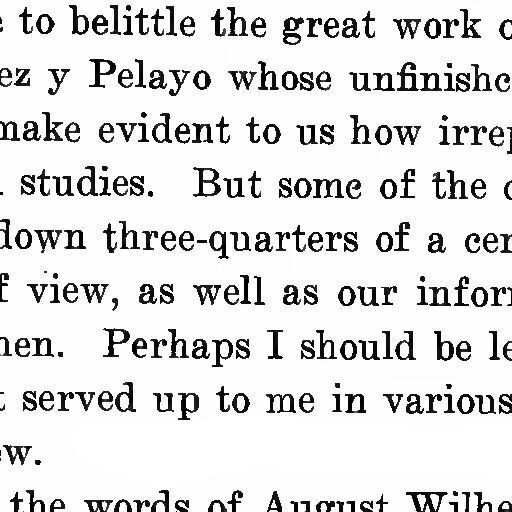 to belittle the great work
ez y Pelayo whose unfinishe
make evident to us how irrep
studies. But some of the
down three-quarters of a cen
f view, as well as our infor
nen. Perhaps I should be le
t served up to me in various
ew.
the words of August Wilhe